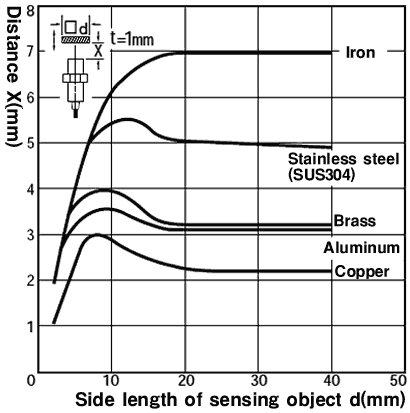 Distance X(mm)
8
7
6
5
4
3
2
1
0
d
X
t=1mm
Iron
Stainless steel
(SUS304)
Brass
Aluminum
Copper
0 10 20 30 40 50
Side length of sensing object d(mm)